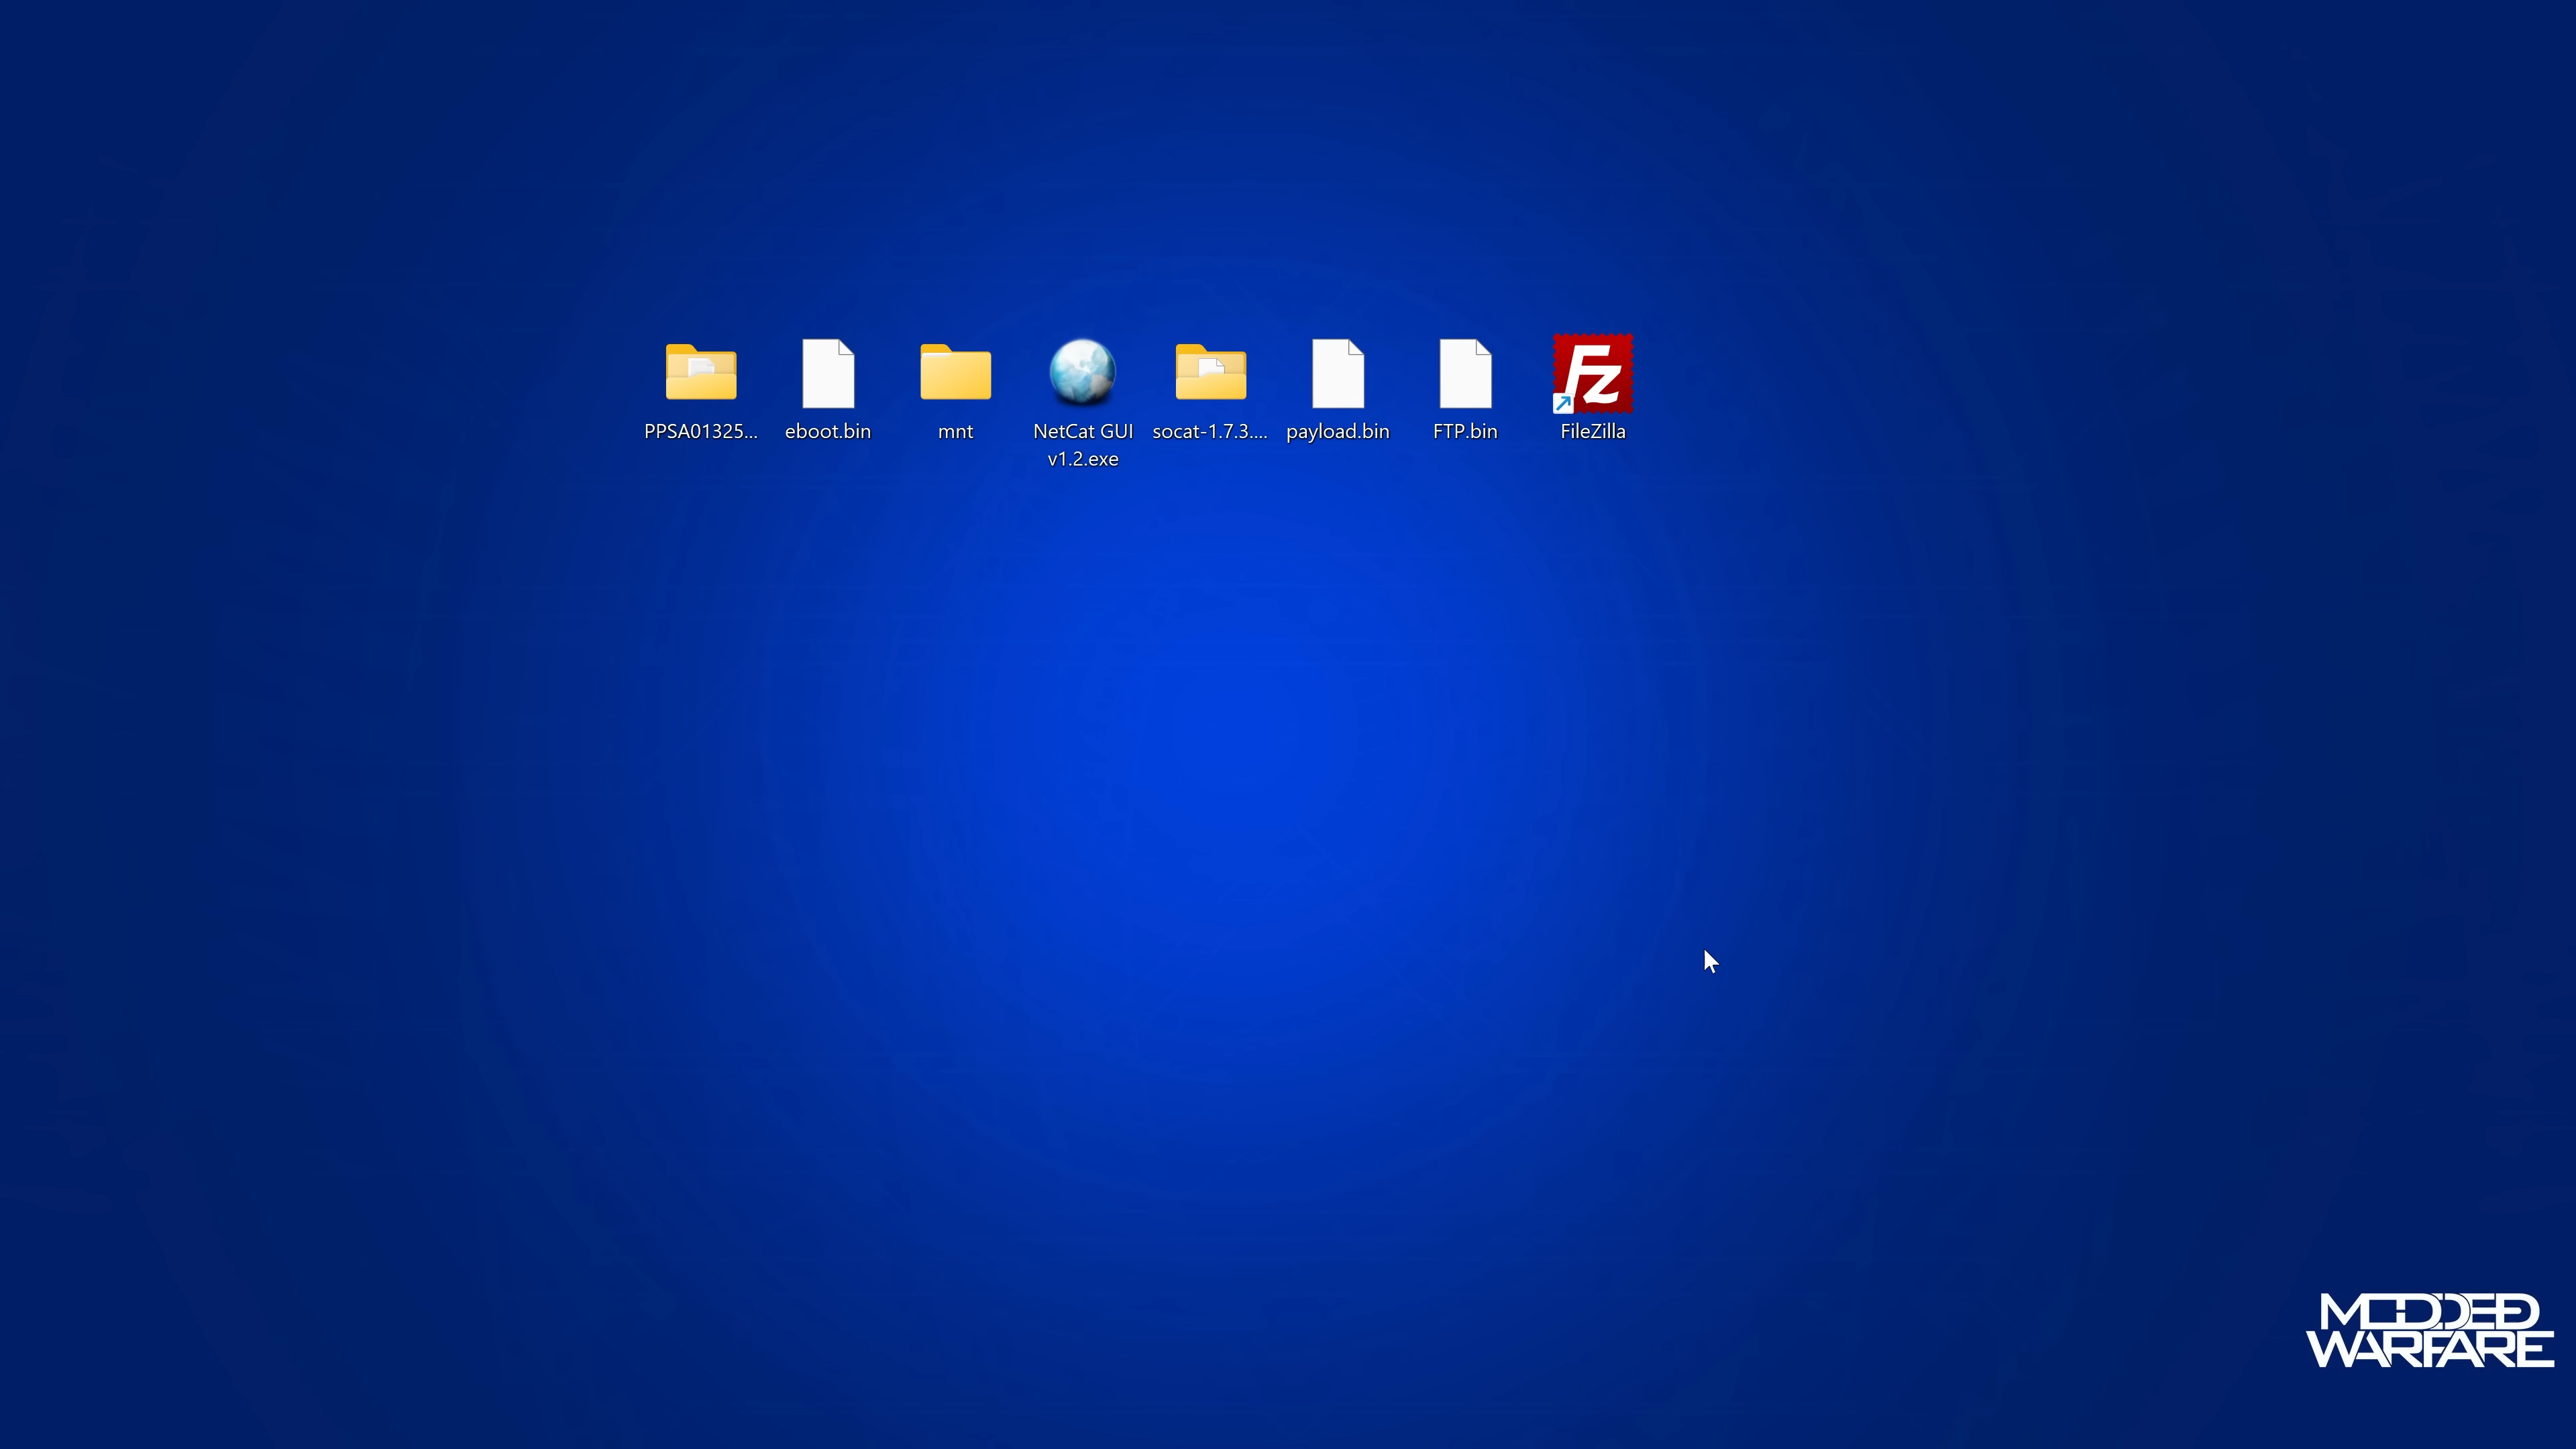 PPSA01325...
eboot.bin
mnt
NetCat GUI
v1.2.exe
socat-1.7.3....
payload.bin
FTP.bin
FZ
FileZilla
MODDED
WARFARE